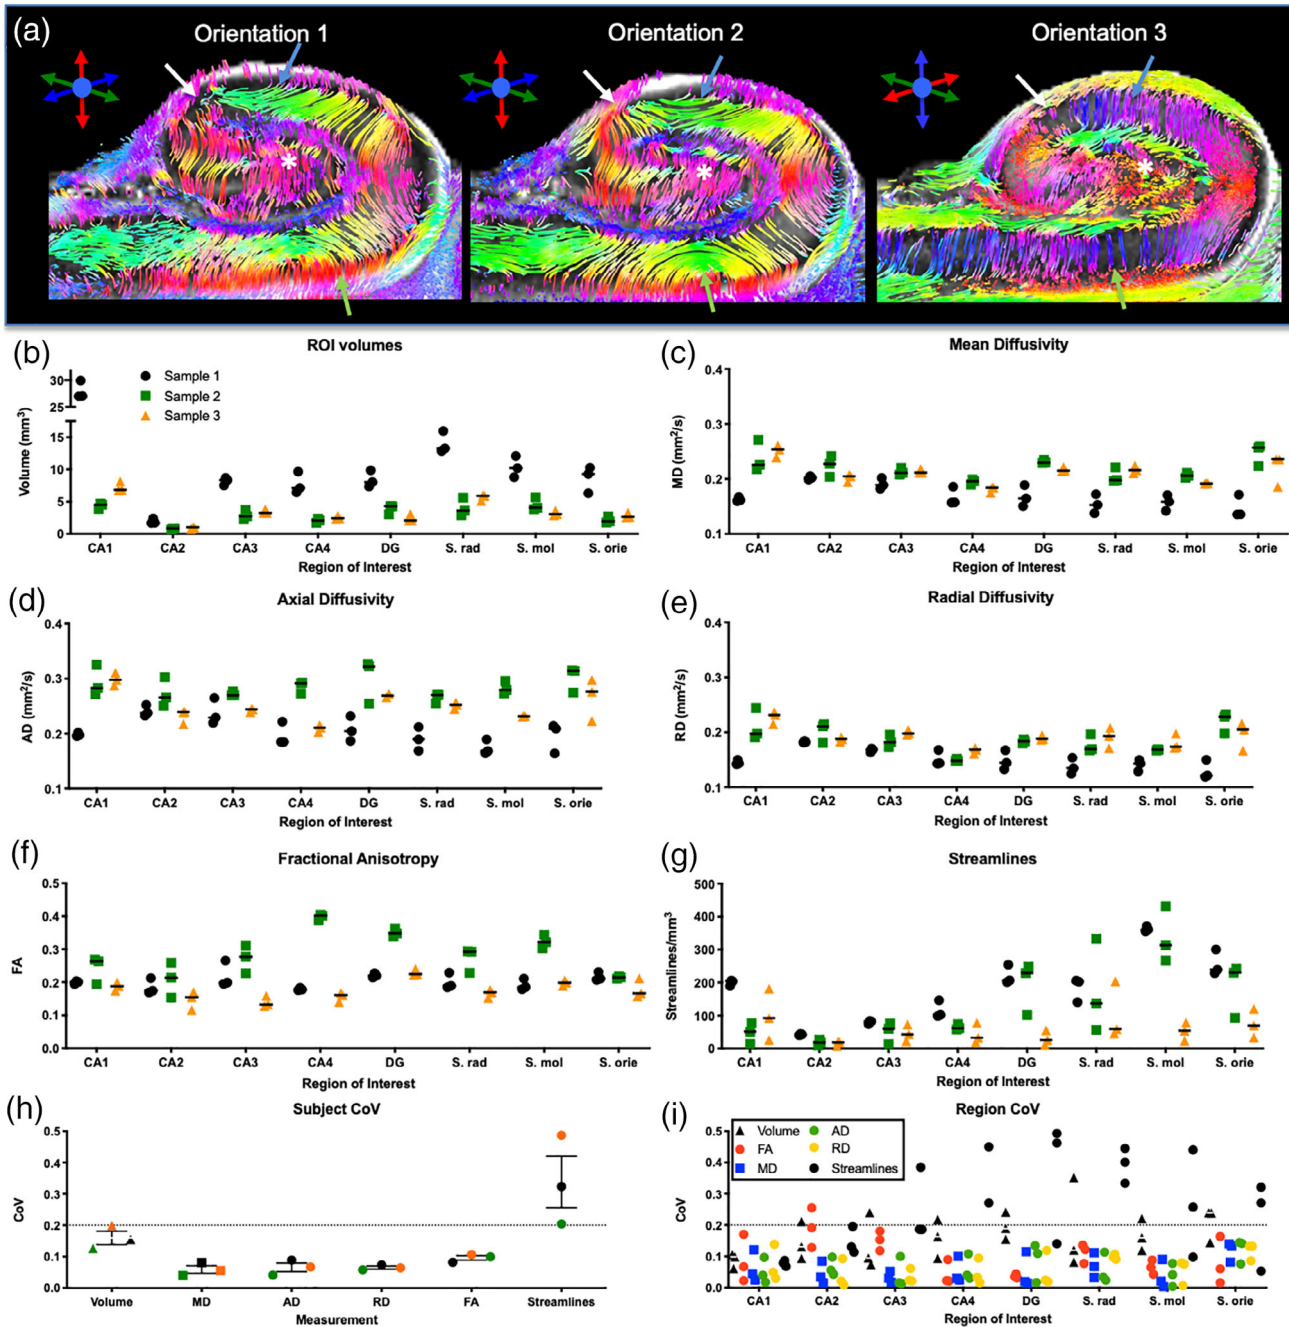 (a)
Orientation 1
Orientation 2
Orientation 3
*
*
*
(b)
ROI volumes
Volume (mm³)
30
25
15
10
5
0
Sample 1
Sample 2
Sample 3
CA1 CA2 CA3 CA4 DG S. rad S. mol S. orie
Region of Interest
(c)
Mean Diffusivity
MD (mm²/s)
0.4
0.3
0.2
0.1
CA1 CA2 CA3 CA4 DG S. rad S. mol S. orie
Region of Interest
(d)
Axial Diffusivity
AD (mm²/s)
0.4
0.3
0.2
0.1
CA1 CA2 CA3 CA4 DG S. rad S. mol S. orie
Region of Interest
(e)
Radial Diffusivity
RD (mm²/s)
0.4
0.3
0.2
0.1
CA1 CA2 CA3 CA4 DG S. rad S. mol S. orie
Region of Interest
(f)
Fractional Anisotropy
FA
0.5
0.4
0.3
0.2
0.1
0.0
CA1 CA2 CA3 CA4 DG S. rad S. mol S. orie
Region of Interest
(g)
Streamlines
Streamlines/mm³
500
400
300
200
100
0
CA1 CA2 CA3 CA4 DG S. rad S. mol S. orie
Region of Interest
(h)
Subject CoV
CoV
0.5
0.4
0.3
0.2
0.1
0.0
Volume MD AD RD FA Streamlines
Measurement
(i)
Region CoV
CoV
0.5
0.4
0.3
0.2
0.1
0.0
Volume AD
FA RD
MD Streamlines
CA1 CA2 CA3 CA4 DG S. rad S. mol S. orie
Region of Interest